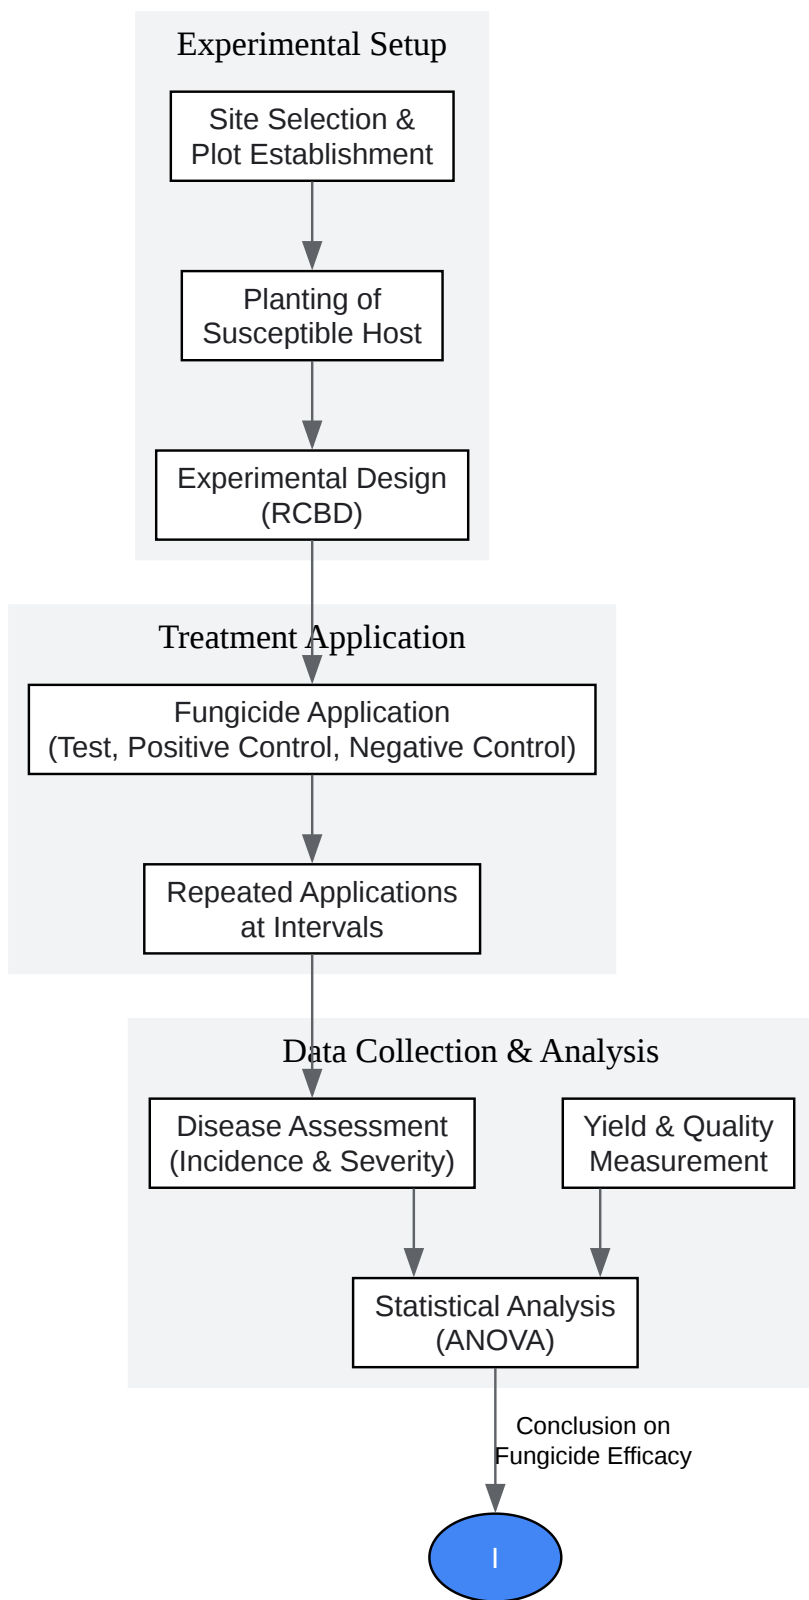 Experimental Setup
Site Selection &
Plot Establishment
Planting of
Susceptible Host
Experimental Design
(RCBD)
Treatment Application
Fungicide Application
(Test, Positive Control, Negative Control)
Repeated Applications
at Intervals
Data Collection & Analysis
Disease Assessment
(Incidence & Severity)
Yield & Quality
Measurement
Statistical Analysis
(ANOVA)
Conclusion on
Fungicide Efficacy
I